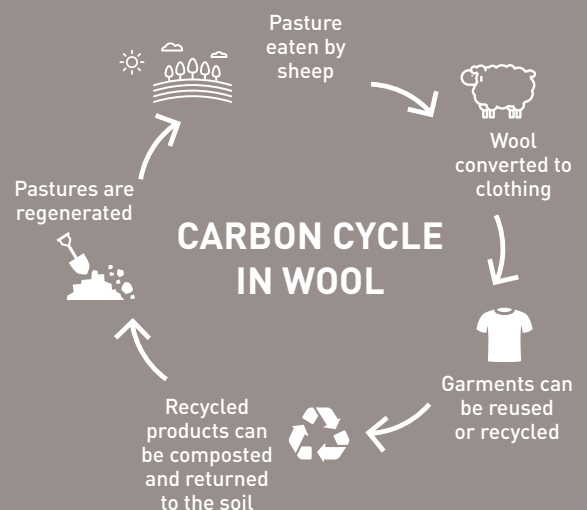 Pasture
eaten by
sheep
Wool
converted to
clothing
Pastures are
regenerated
CARBON CYCLE
IN WOOL
Garments can
be reused
or recycled
Recycled
products can
be composted
and returned
to the soil